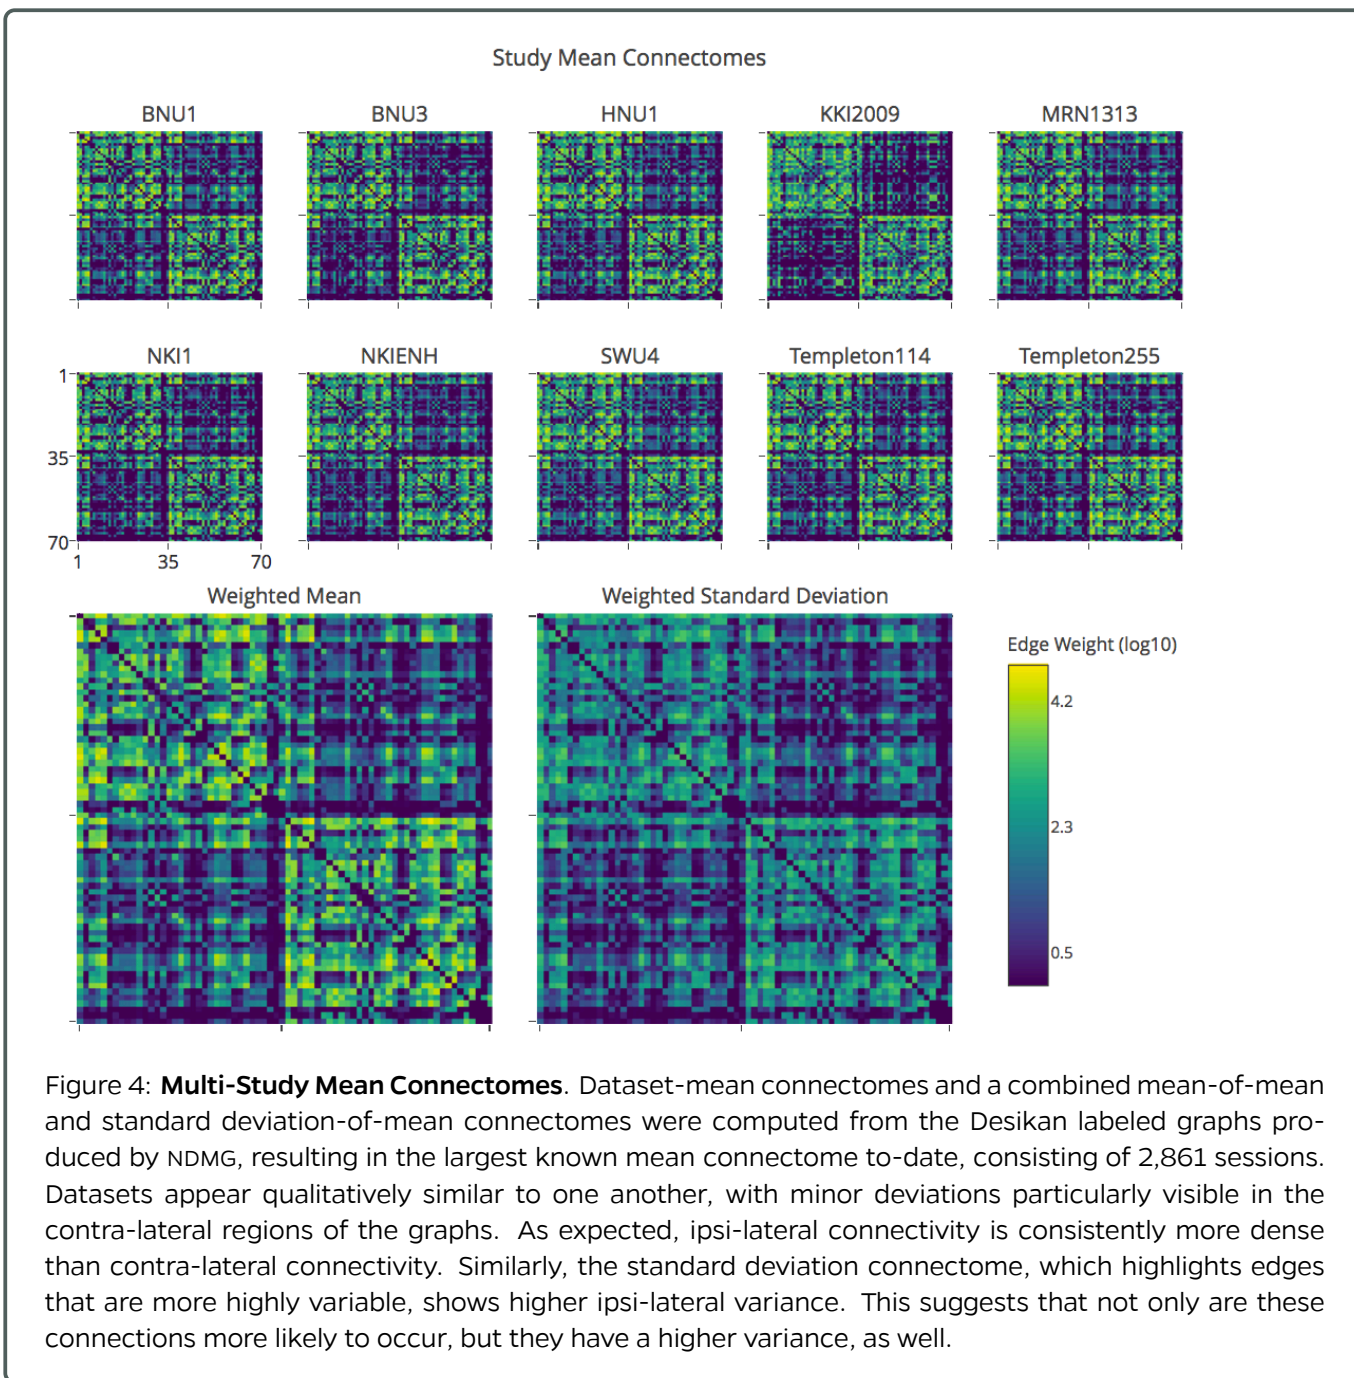 Study Mean Connectomes
BNU1 BNU3 HNU1 KKI2009 MRN1313
NKI1 NKIENH SWU4 Templeton114 Templeton255
1
35
70
1 35 70
Weighted Mean Weighted Standard Deviation
Edge Weight (log10)
4.2
2.3
0.5
Figure 4: Multi-Study Mean Connectomes. Dataset-mean connectomes and a combined mean-of-mean
and standard deviation-of-mean connectomes were computed from the Desikan labeled graphs pro-
duced by NDMG, resulting in the largest known mean connectome to-date, consisting of 2,861 sessions.
Datasets appear qualitatively similar to one another, with minor deviations particularly visible in the
contra-lateral regions of the graphs. As expected, ipsi-lateral connectivity is consistently more dense
than contra-lateral connectivity. Similarly, the standard deviation connectome, which highlights edges
that are more highly variable, shows higher ipsi-lateral variance. This suggests that not only are these
connections more likely to occur, but they have a higher variance, as well.